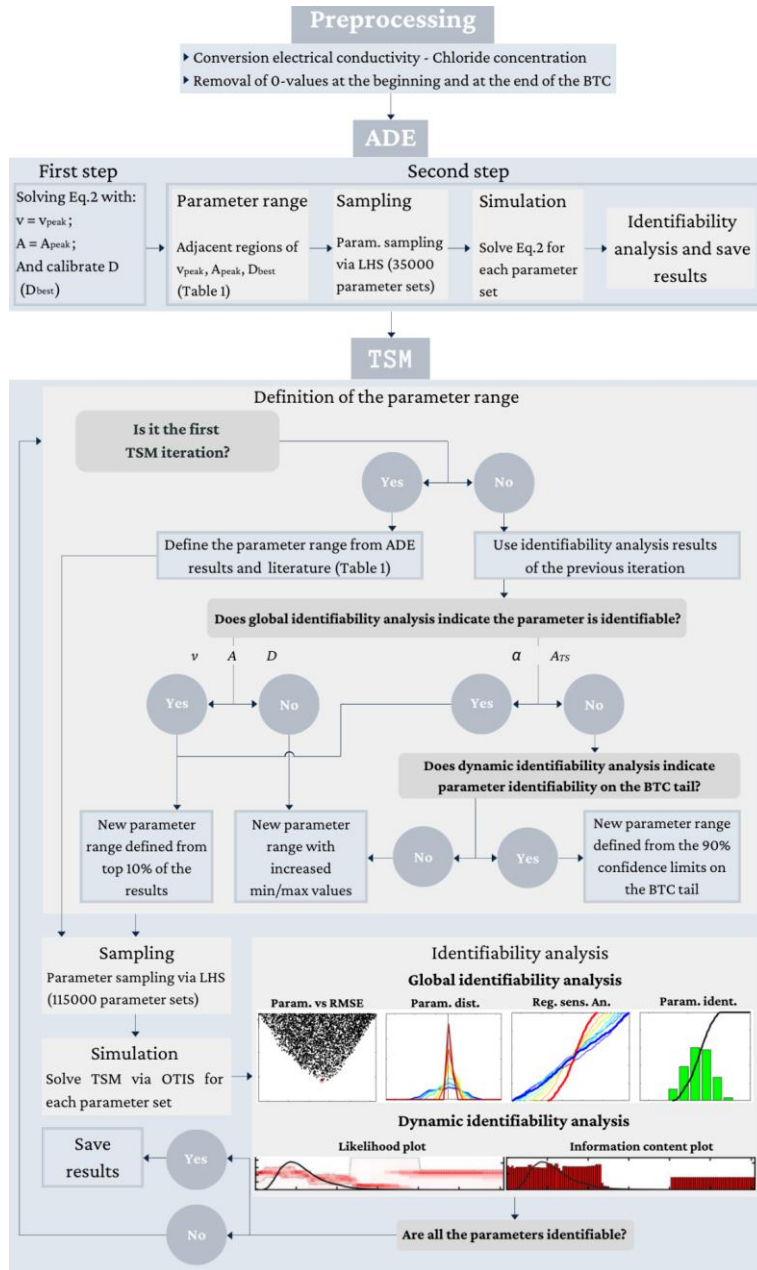 Preprocessing
Conversion electrical conductivity - Chloride concentration
Removal of 0-values at the beginning and at the end of the BTC
ADE
First step
Solving Eq.2 with:
v = vpeak;
A = Apeak;
And calibrate D
(Dbest)
Second step
Parameter range
Adjacent regions of
vpeak, Apeak, Dbest
(Table 1)
Sampling
Param. sampling
via LHS (35000
parameter sets)
Simulation
Solve Eq.2 for
each parameter
set
Identifiability
analysis and save
results
TSM
Definition of the parameter range
Is it the first
TSM iteration?
Yes
No
Define the parameter range from ADE
results and literature (Table 1)
Use identifiability analysis results
of the previous iteration
Does global identifiability analysis indicate the parameter is identifiable?
v A D
α ATS
Yes
No
Yes
No
Does dynamic identifiability analysis indicate
parameter identifiability on the BTC tail?
New parameter
range defined from
top 10% of the
results
New parameter
range with
increased
min/max values
No
Yes
New parameter range
defined from the 90%
confidence limits on
the BTC tail
Sampling
Parameter sampling via LHS
(115000 parameter sets)
Simulation
Solve TSM via OTIS for
each parameter set
Identifiability analysis
Global identifiability analysis
Param. vs RMSE
Param. dist.
Reg. sens. An.
Param. ident.
Dynamic identifiability analysis
Likelihood plot
Information content plot
Save
results
Yes
No
Are all the parameters identifiable?